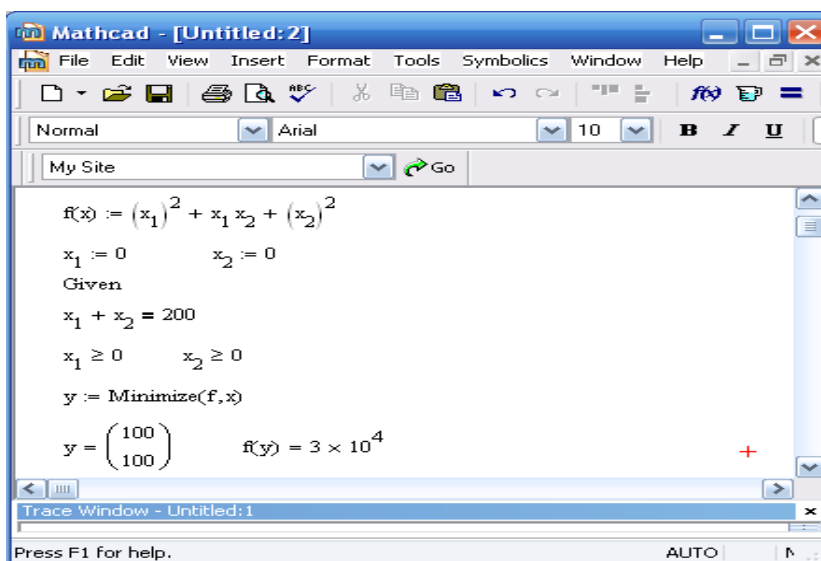 Mathcad - [Untitled:2]
File Edit View Insert Format Tools Symbolics Window Help
ABC f(x) =
Normal Arial 10 B I U
My Site Go
f(x) := (x₁)² + x₁ x₂ + (x₂)²
x₁ := 0 x₂ := 0
Given
x₁ + x₂ = 200
x₁ ≥ 0 x₂ ≥ 0
y := Minimize(f,x)
y = (100
100) f(y) = 3 × 10⁴
Trace Window - Untitled:1
Press F1 for help. AUTO